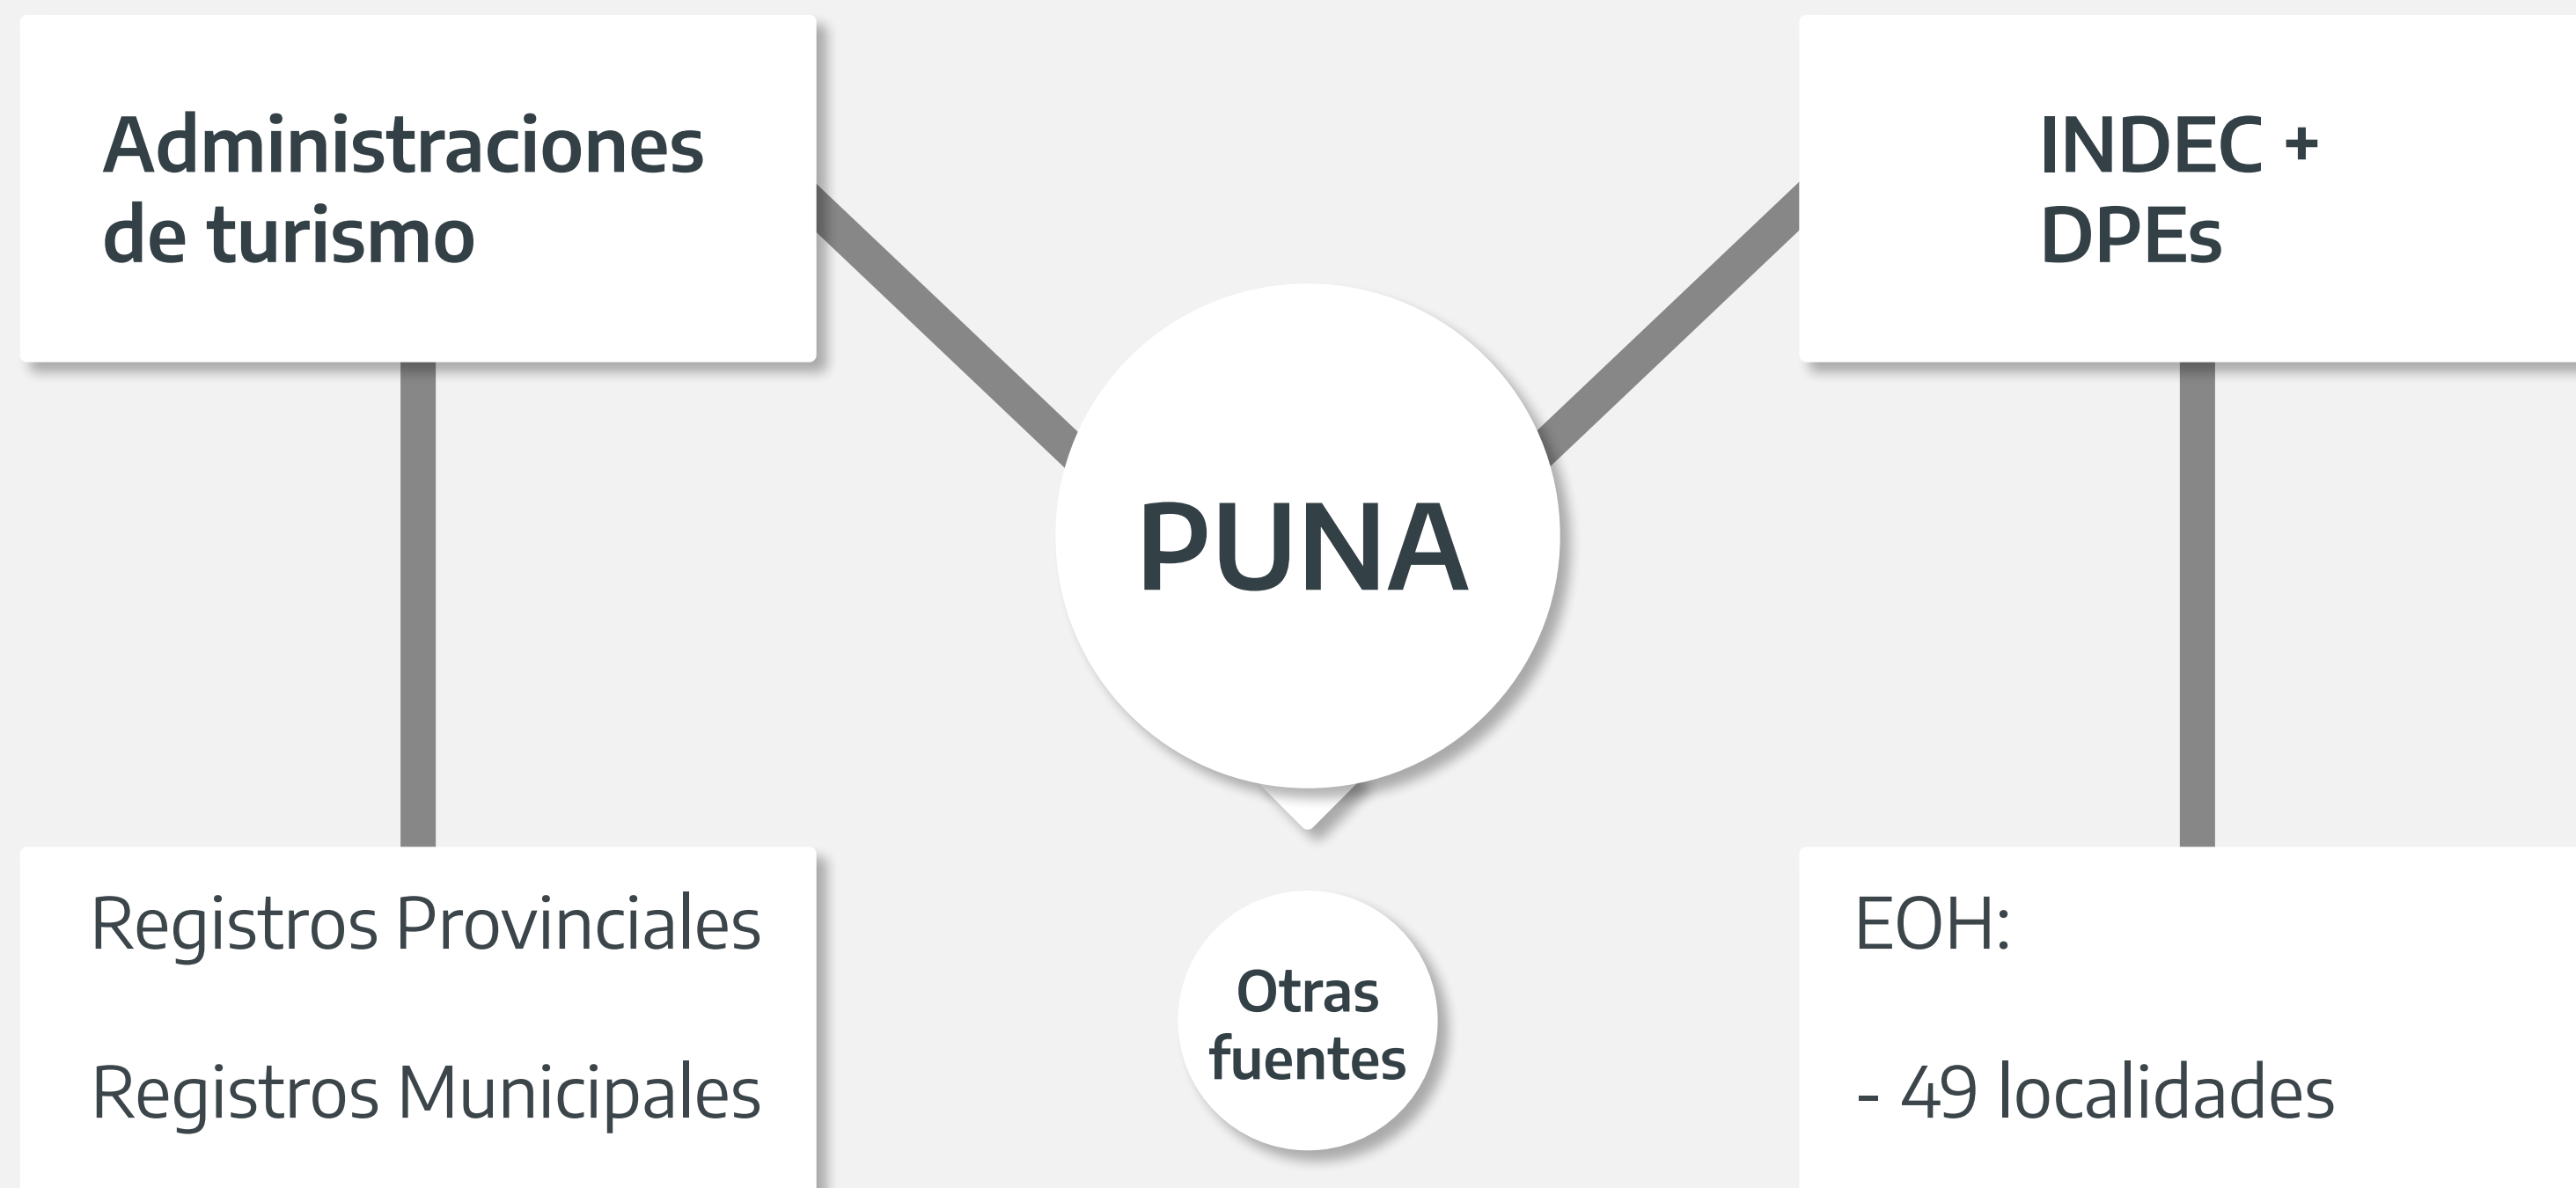 Administraciones
de turismo
INDEC +
DPEs
PUNA
Registros Provinciales
Registros Municipales
Otras
fuentes
EOH:
- 49 localidades